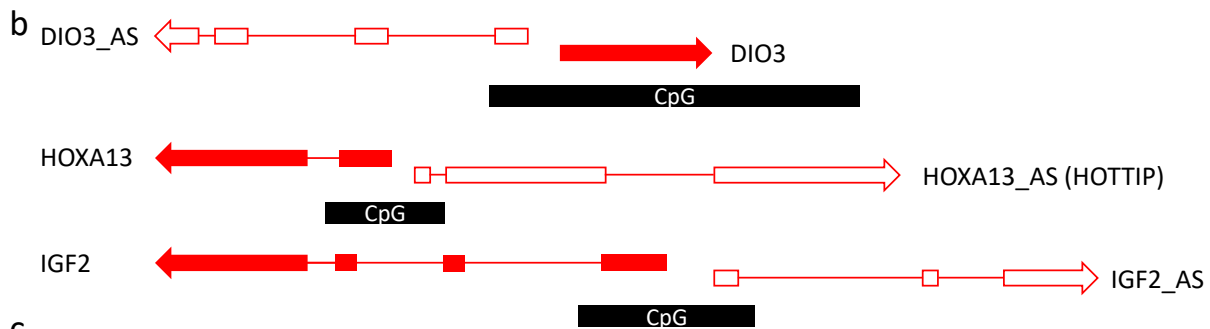 b
DIO3_AS
DIO3
CpG
HOXA13
HOXA13_AS (HOTTIP)
CpG
IGF2
IGF2_AS
CpG